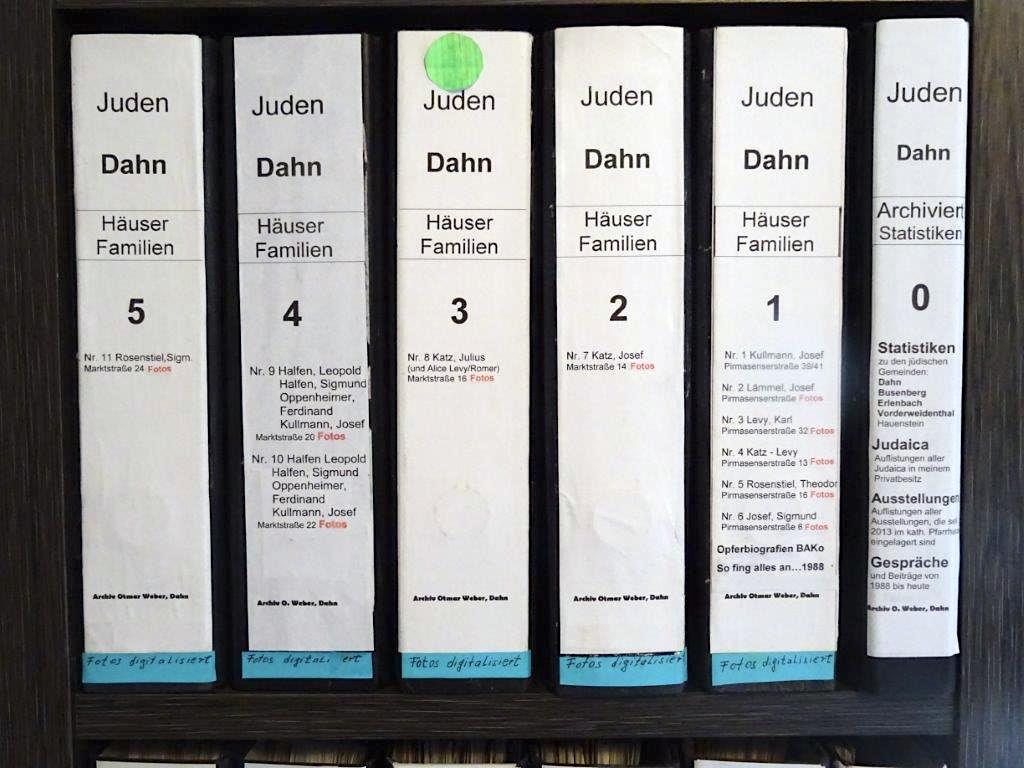 Juden
Dahn
Häuser
Familien
5
Nr. 11 Rosenstiel,Sigm.
Marktstraße 24 Fotos
Archiv Otmar Weber, Dahn
Fotos digitalisiert
Juden
Dahn
Häuser
Familien
4
Nr. 9 Halfen, Leopold
Halfen, Sigmund
Oppenheimer,
Ferdinand
Kullmann, Josef
Marktstraße 20 Fotos
Nr. 10 Halfen Leopold
Halfen, Sigmund
Oppenheimer,
Ferdinand
Kullmann, Josef
Marktstraße 22 Fotos
Archiv O. Weber, Dahn
Fotos digitali ert
Juden
Dahn
Häuser
Familien
3
Nr. 8 Katz, Julius
(und Alice Levy/Romer)
Marktstraße 16 Fotos
Archiv Otmar Weber, Dahn
Fotos digitalisiert
Juden
Dahn
Häuser
Familien
2
Nr. 7 Katz, Josef
Marktstraße 14 Fotos
Archiv Otmar Weber, Dahn
Fotos digitalisiert
Juden
Dahn
Häuser
Familien
1
Nr. 1 Kullmann, Josef
Pirmasenserstraße 39/41
Nr. 2 Lämmel, Josef
Pirmasenserstraße Fotos
Nr. 3 Levy, Karl
Pirmasenserstraße 32 Fotos
Nr. 4 Katz - Levy
Pirmasenserstraße 13 Fotos
Nr. 5 Rosenstiel, Theodor
Pirmasenserstraße 16 Fotos
Nr. 6 Josef, Sigmund
Pirmasenserstraße 6 Fotos
Opferbiografien BAKo
So fing alles an...1988
Archiv Otmar Weber, Dahn
Fotos digitalisiert
Juden
Dahn
Archiviert
Statistiken
0
Statistiken
zu den jüdischen
Gemeinden:
Dahn
Busenberg
Erlenbach
Vorderweidenthal
Hauenstein
Judaica
Auflistungen aller
Judaica in meinem
Privatbesitz
Ausstellungen
Auflistungen aller
Ausstellungen, die sei
2013 im kath. Pfarrhe
eingelagert sind
Gespräche
und Beiträge von
1988 bis heute
Archiv O. Weber, Dahn